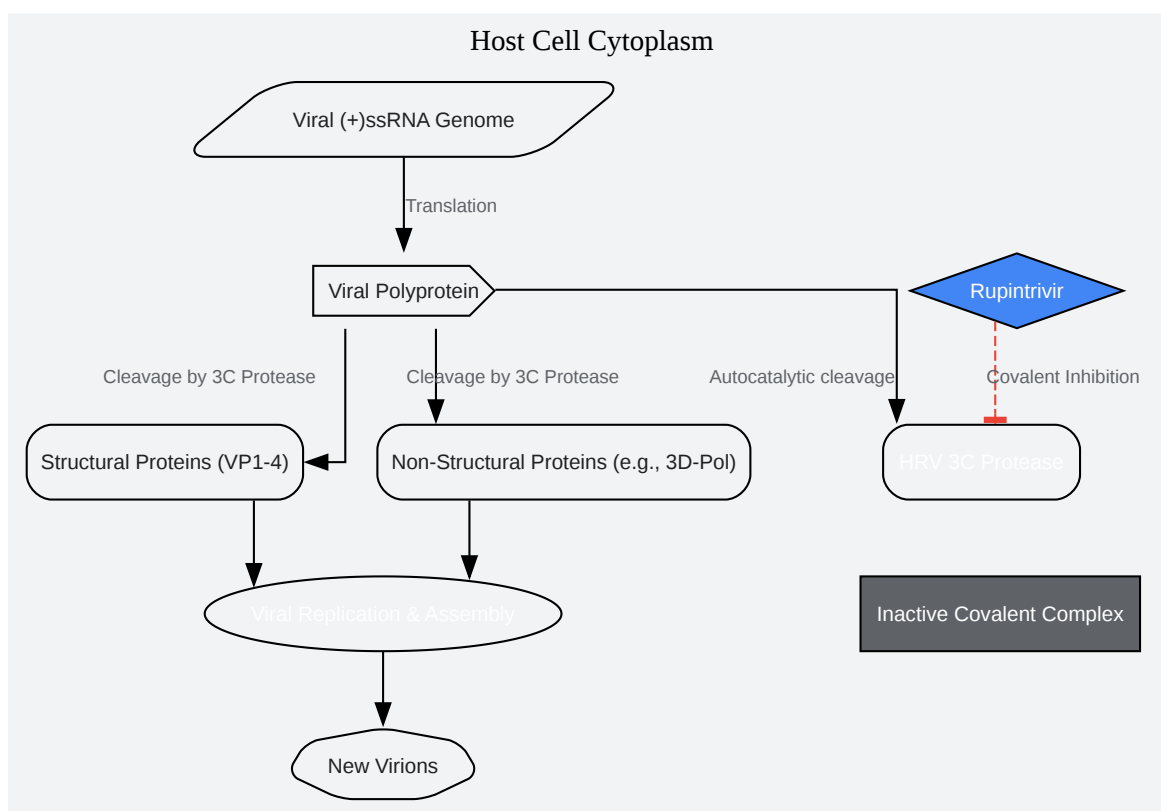 Host Cell Cytoplasm
Viral (+)ssRNA Genome
Translation
Viral Polyprotein
Rupintrivir
Cleavage by 3C Protease
Cleavage by 3C Protease
Autocatalytic cleavage
Covalent Inhibition
Structural Proteins (VP1-4)
Non-Structural Proteins (e.g., 3D-Pol)
HRV 3C Protease
Viral Replication & Assembly
Inactive Covalent Complex
New Virions